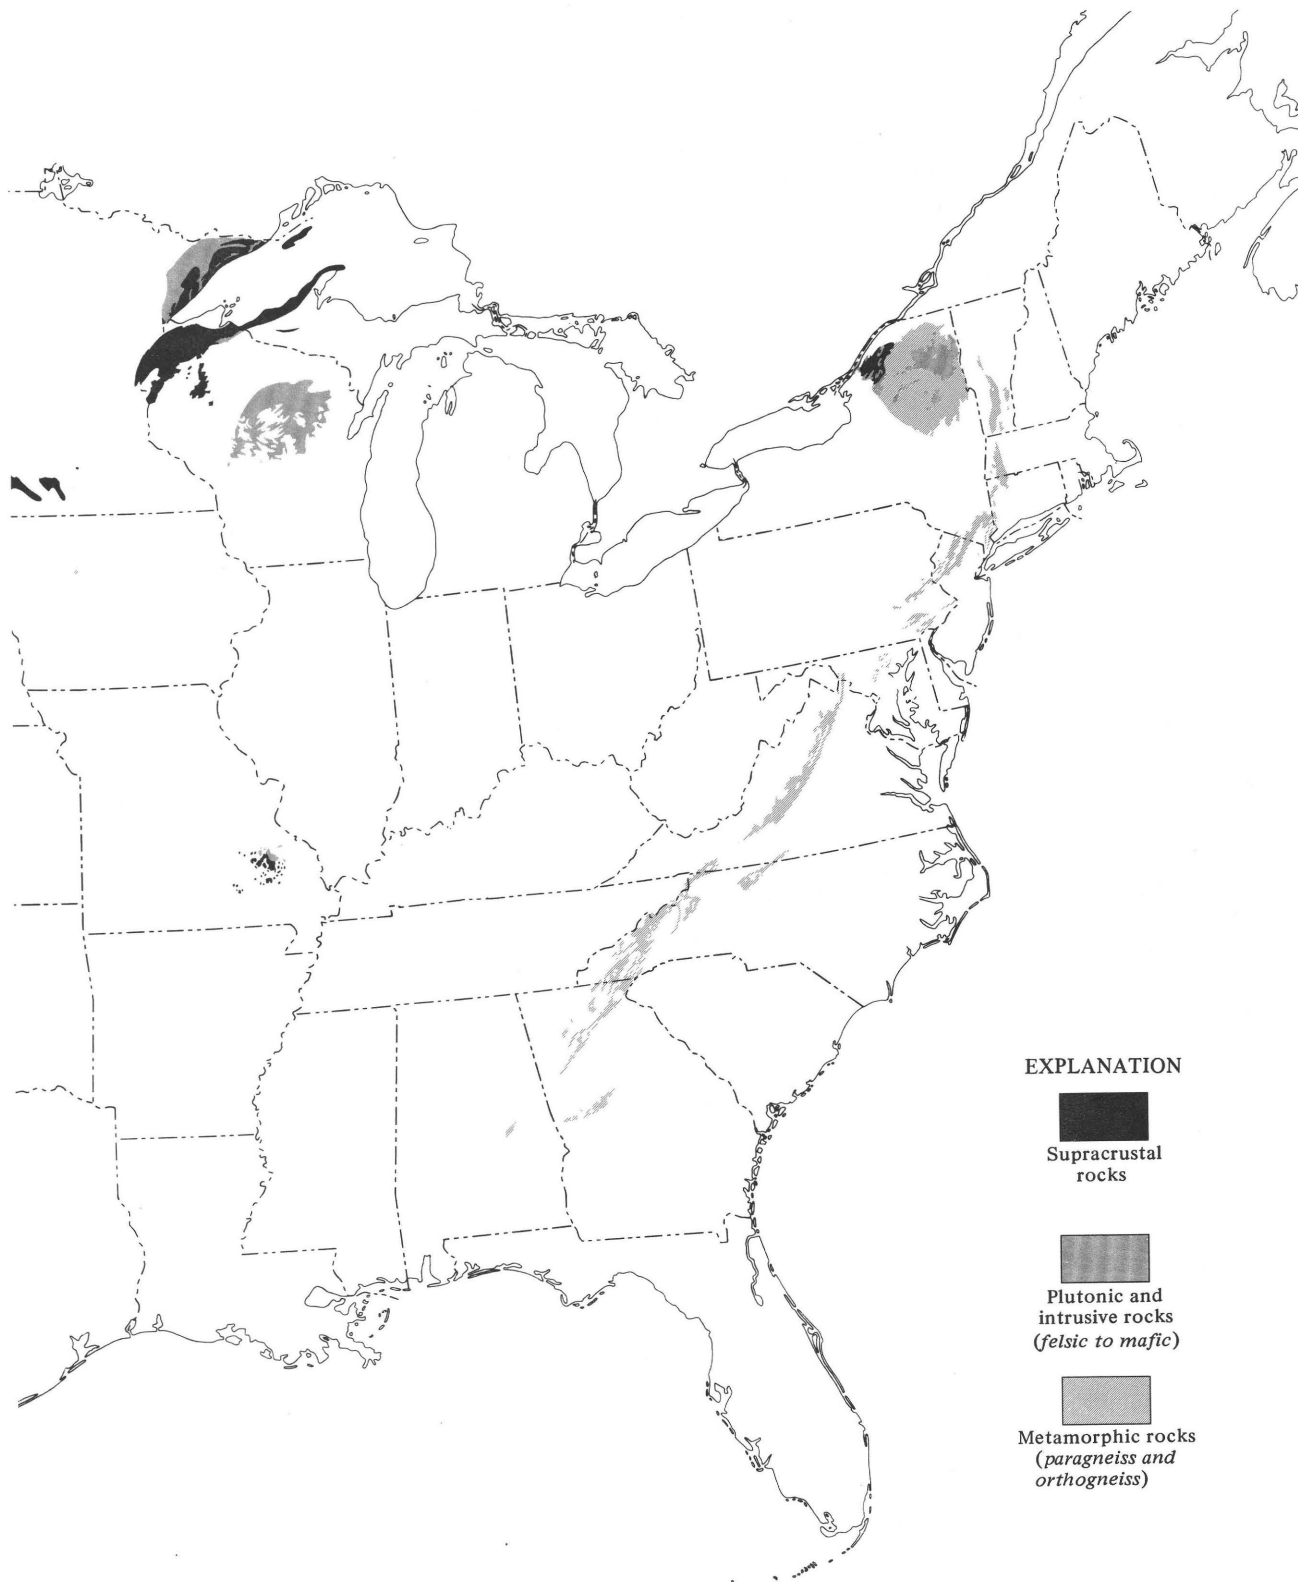 EXPLANATION
Supracrustal
rocks
Plutonic and
intrusive rocks
(felsic to mafic)
Metamorphic rocks
(paragneiss and
orthogneiss)